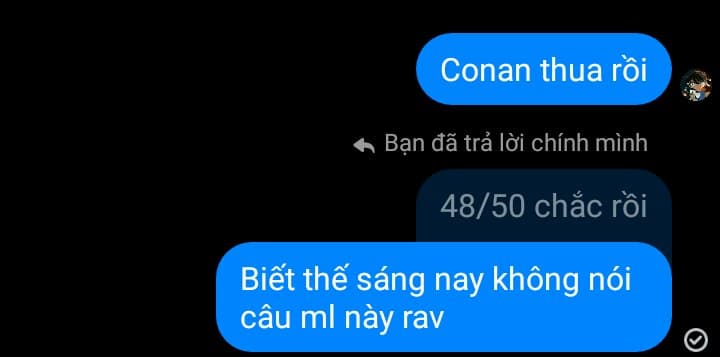 Conan thua rồi
Bạn đã trả lời chính mình
48/50 chắc rồi
Biết thế sáng nay không nói
câu ml này rav